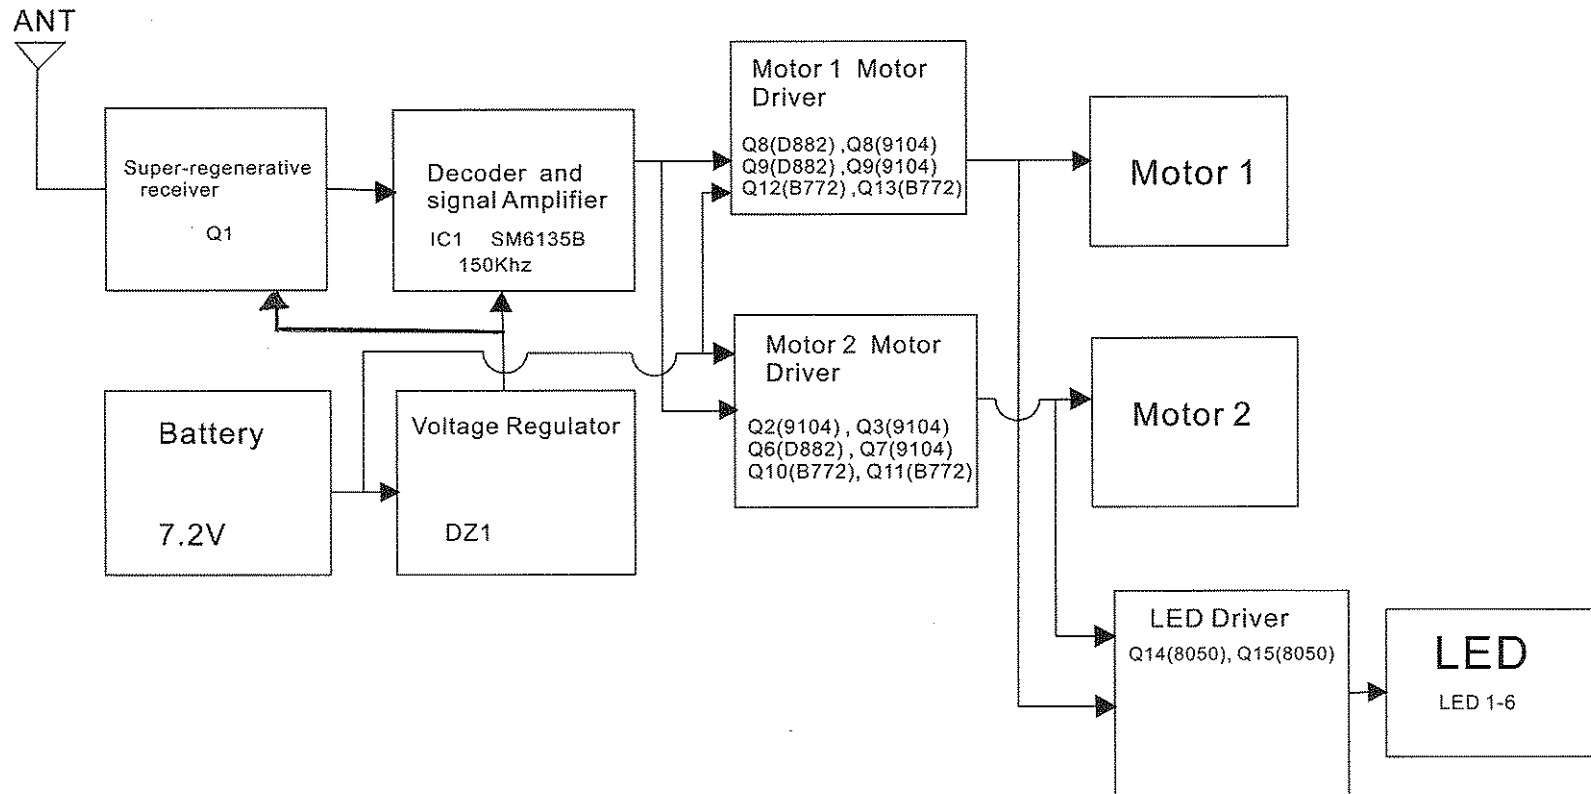 ANT
Super-regenerative
receiver
Q1
Decoder and
signal Amplifier
IC1 SM6135B
150Khz
Motor 1 Motor
Driver
Q8(D882) ,Q8(9104)
Q9(D882) ,Q9(9104)
Q12(B772) ,Q13(B772)
Motor 1
Battery
7.2V
Voltage Regulator
DZ1
Motor 2 Motor
Driver
Q2(9104) , Q3(9104)
Q6(D882) , Q7(9104)
Q10(B772), Q11(B772)
Motor 2
LED Driver
Q14(8050), Q15(8050)
LED
LED 1-6